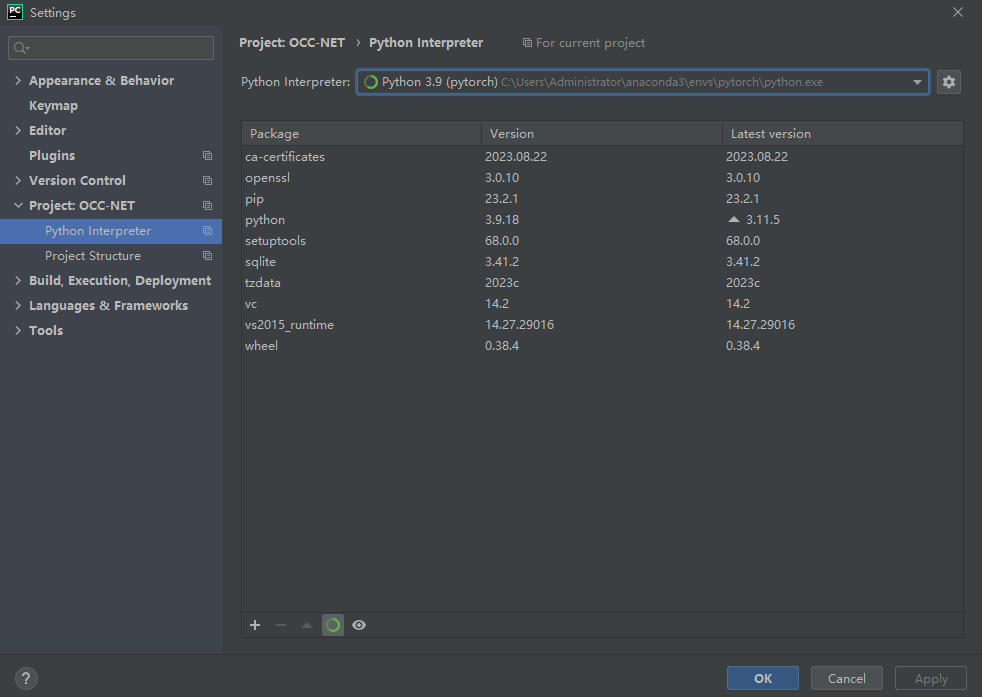 PC Settings
Project: OCC-NET › Python Interpreter For current project
Python Interpreter: Python 3.9 (pytorch) C:\Users\Administrator\anaconda3\envs\pytorch\python.exe
Appearance & Behavior
Keymap
Editor
Plugins
Version Control
Project: OCC-NET
Python Interpreter
Project Structure
Build, Execution, Deployment
Languages & Frameworks
Tools
Package Version Latest version
ca-certificates 2023.08.22 2023.08.22
openssl 3.0.10 3.0.10
pip 23.2.1 23.2.1
python 3.9.18 3.11.5
setuptools 68.0.0 68.0.0
sqlite 3.41.2 3.41.2
tzdata 2023c 2023c
vc 14.2 14.2
vs2015_runtime 14.27.29016 14.27.29016
wheel 0.38.4 0.38.4
? OK Cancel Apply